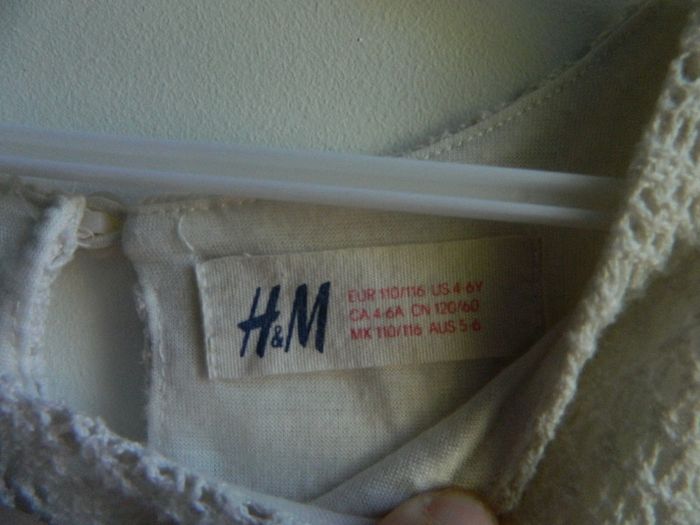 H&M
EUR 110/116 US 4-6Y
CA 4-6A CN 120/60
MX 110/116 AUS 5-6